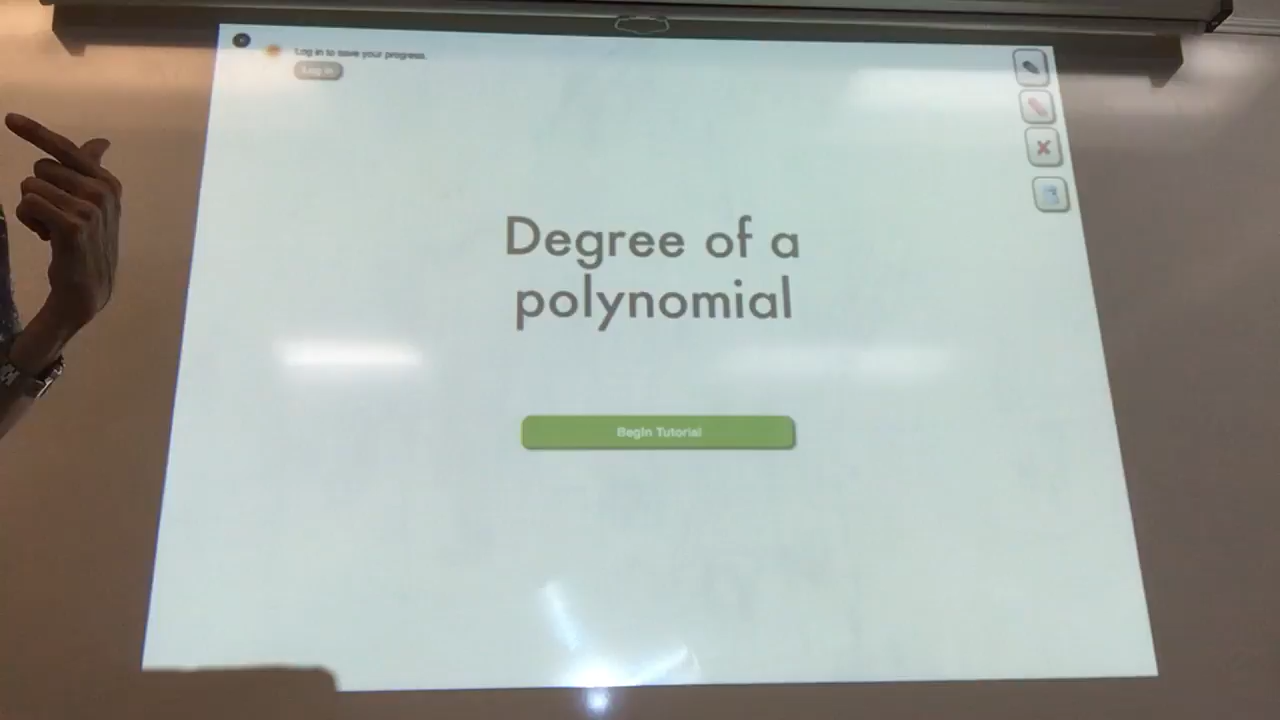 Log in to save your progress.
Log in
Degree of a
polynomial
Begin Tutorial